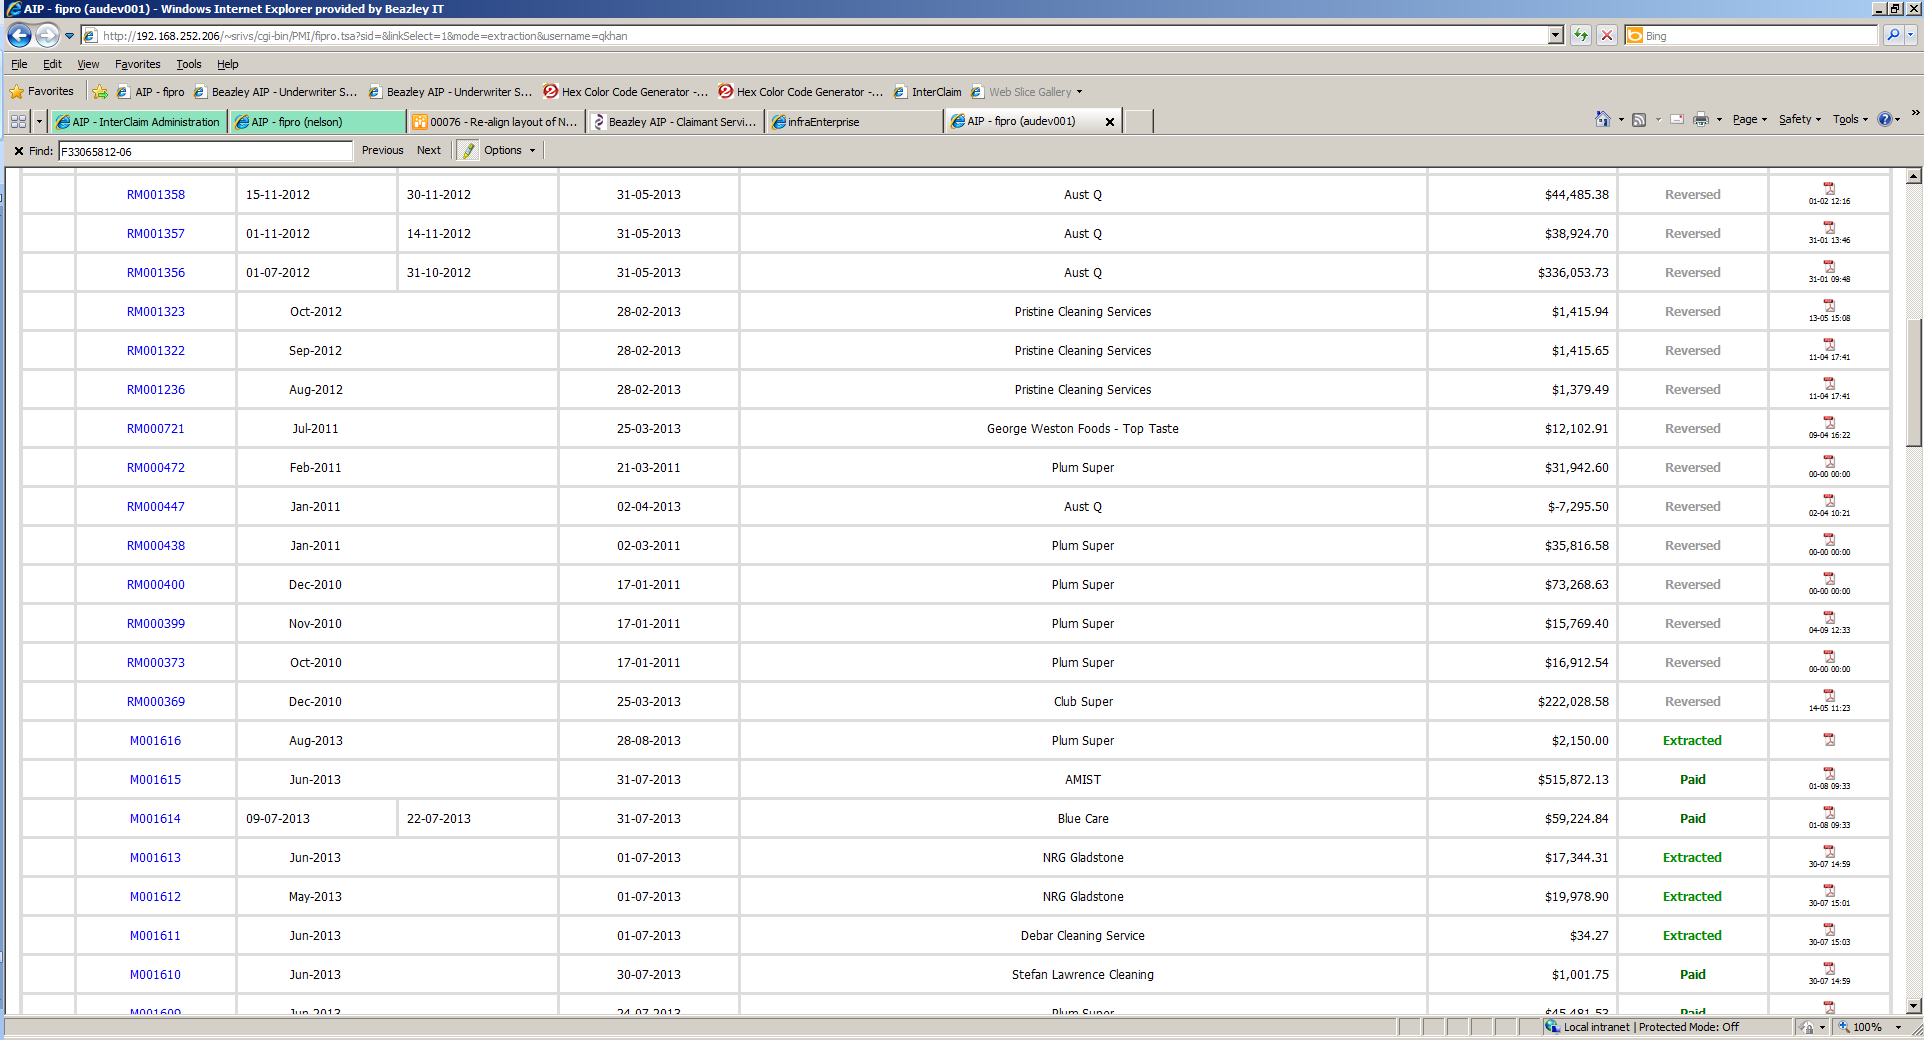 AIP - fipro (audev001) - Windows Internet Explorer provided by Beazley IT
http://192.168.252.206/~srivs/cgi-bin/PMI/fipro.tsa?sid=&linkSelect=1&mode=extraction&username=qkhan Bing
File Edit View Favorites Tools Help
Favorites AIP - fipro Beazley AIP - Underwriter S... Beazley AIP - Underwriter S... Hex Color Code Generator -... Hex Color Code Generator -... InterClaim Web Slice Gallery
AIP - InterClaim Administration AIP - fipro (nelson) 00076 - Re-align layout of N... Beazley AIP - Claimant Servi... infraEnterprise AIP - fipro (audev001) Page Safety Tools
Find: F33065812-06 Previous Next Options
RM001358 15-11-2012 30-11-2012 31-05-2013 Aust Q $44,485.38 Reversed 01-02 12:16
RM001357 01-11-2012 14-11-2012 31-05-2013 Aust Q $38,924.70 Reversed 31-01 13:46
RM001356 01-07-2012 31-10-2012 31-05-2013 Aust Q $336,053.73 Reversed 31-01 09:48
RM001323 Oct-2012 28-02-2013 Pristine Cleaning Services $1,415.94 Reversed 13-05 15:08
RM001322 Sep-2012 28-02-2013 Pristine Cleaning Services $1,415.65 Reversed 11-04 17:41
RM001236 Aug-2012 28-02-2013 Pristine Cleaning Services $1,379.49 Reversed 11-04 17:41
RM000721 Jul-2011 25-03-2013 George Weston Foods - Top Taste $12,102.91 Reversed 09-04 16:22
RM000472 Feb-2011 21-03-2011 Plum Super $31,942.60 Reversed 00-00 00:00
RM000447 Jan-2011 02-04-2013 Aust Q $-7,295.50 Reversed 02-04 10:21
RM000438 Jan-2011 02-03-2011 Plum Super $35,816.58 Reversed 00-00 00:00
RM000400 Dec-2010 17-01-2011 Plum Super $73,268.63 Reversed 00-00 00:00
RM000399 Nov-2010 17-01-2011 Plum Super $15,769.40 Reversed 04-09 12:33
RM000373 Oct-2010 17-01-2011 Plum Super $16,912.54 Reversed 00-00 00:00
RM000369 Dec-2010 25-03-2013 Club Super $222,028.58 Reversed 14-05 11:23
M001616 Aug-2013 28-08-2013 Plum Super $2,150.00 Extracted
M001615 Jun-2013 31-07-2013 AMIST $515,872.13 Paid 01-08 09:33
M001614 09-07-2013 22-07-2013 31-07-2013 Blue Care $59,224.84 Paid 01-08 09:33
M001613 Jun-2013 01-07-2013 NRG Gladstone $17,344.31 Extracted 30-07 14:59
M001612 May-2013 01-07-2013 NRG Gladstone $19,978.90 Extracted 30-07 15:01
M001611 Jun-2013 01-07-2013 Debar Cleaning Service $34.27 Extracted 30-07 15:03
M001610 Jun-2013 30-07-2013 Stefan Lawrence Cleaning $1,001.75 Paid 30-07 14:59
M001609 Jun-2013 24-07-2013 Plum Super $45,481.53 Paid
Local intranet | Protected Mode: Off 100%